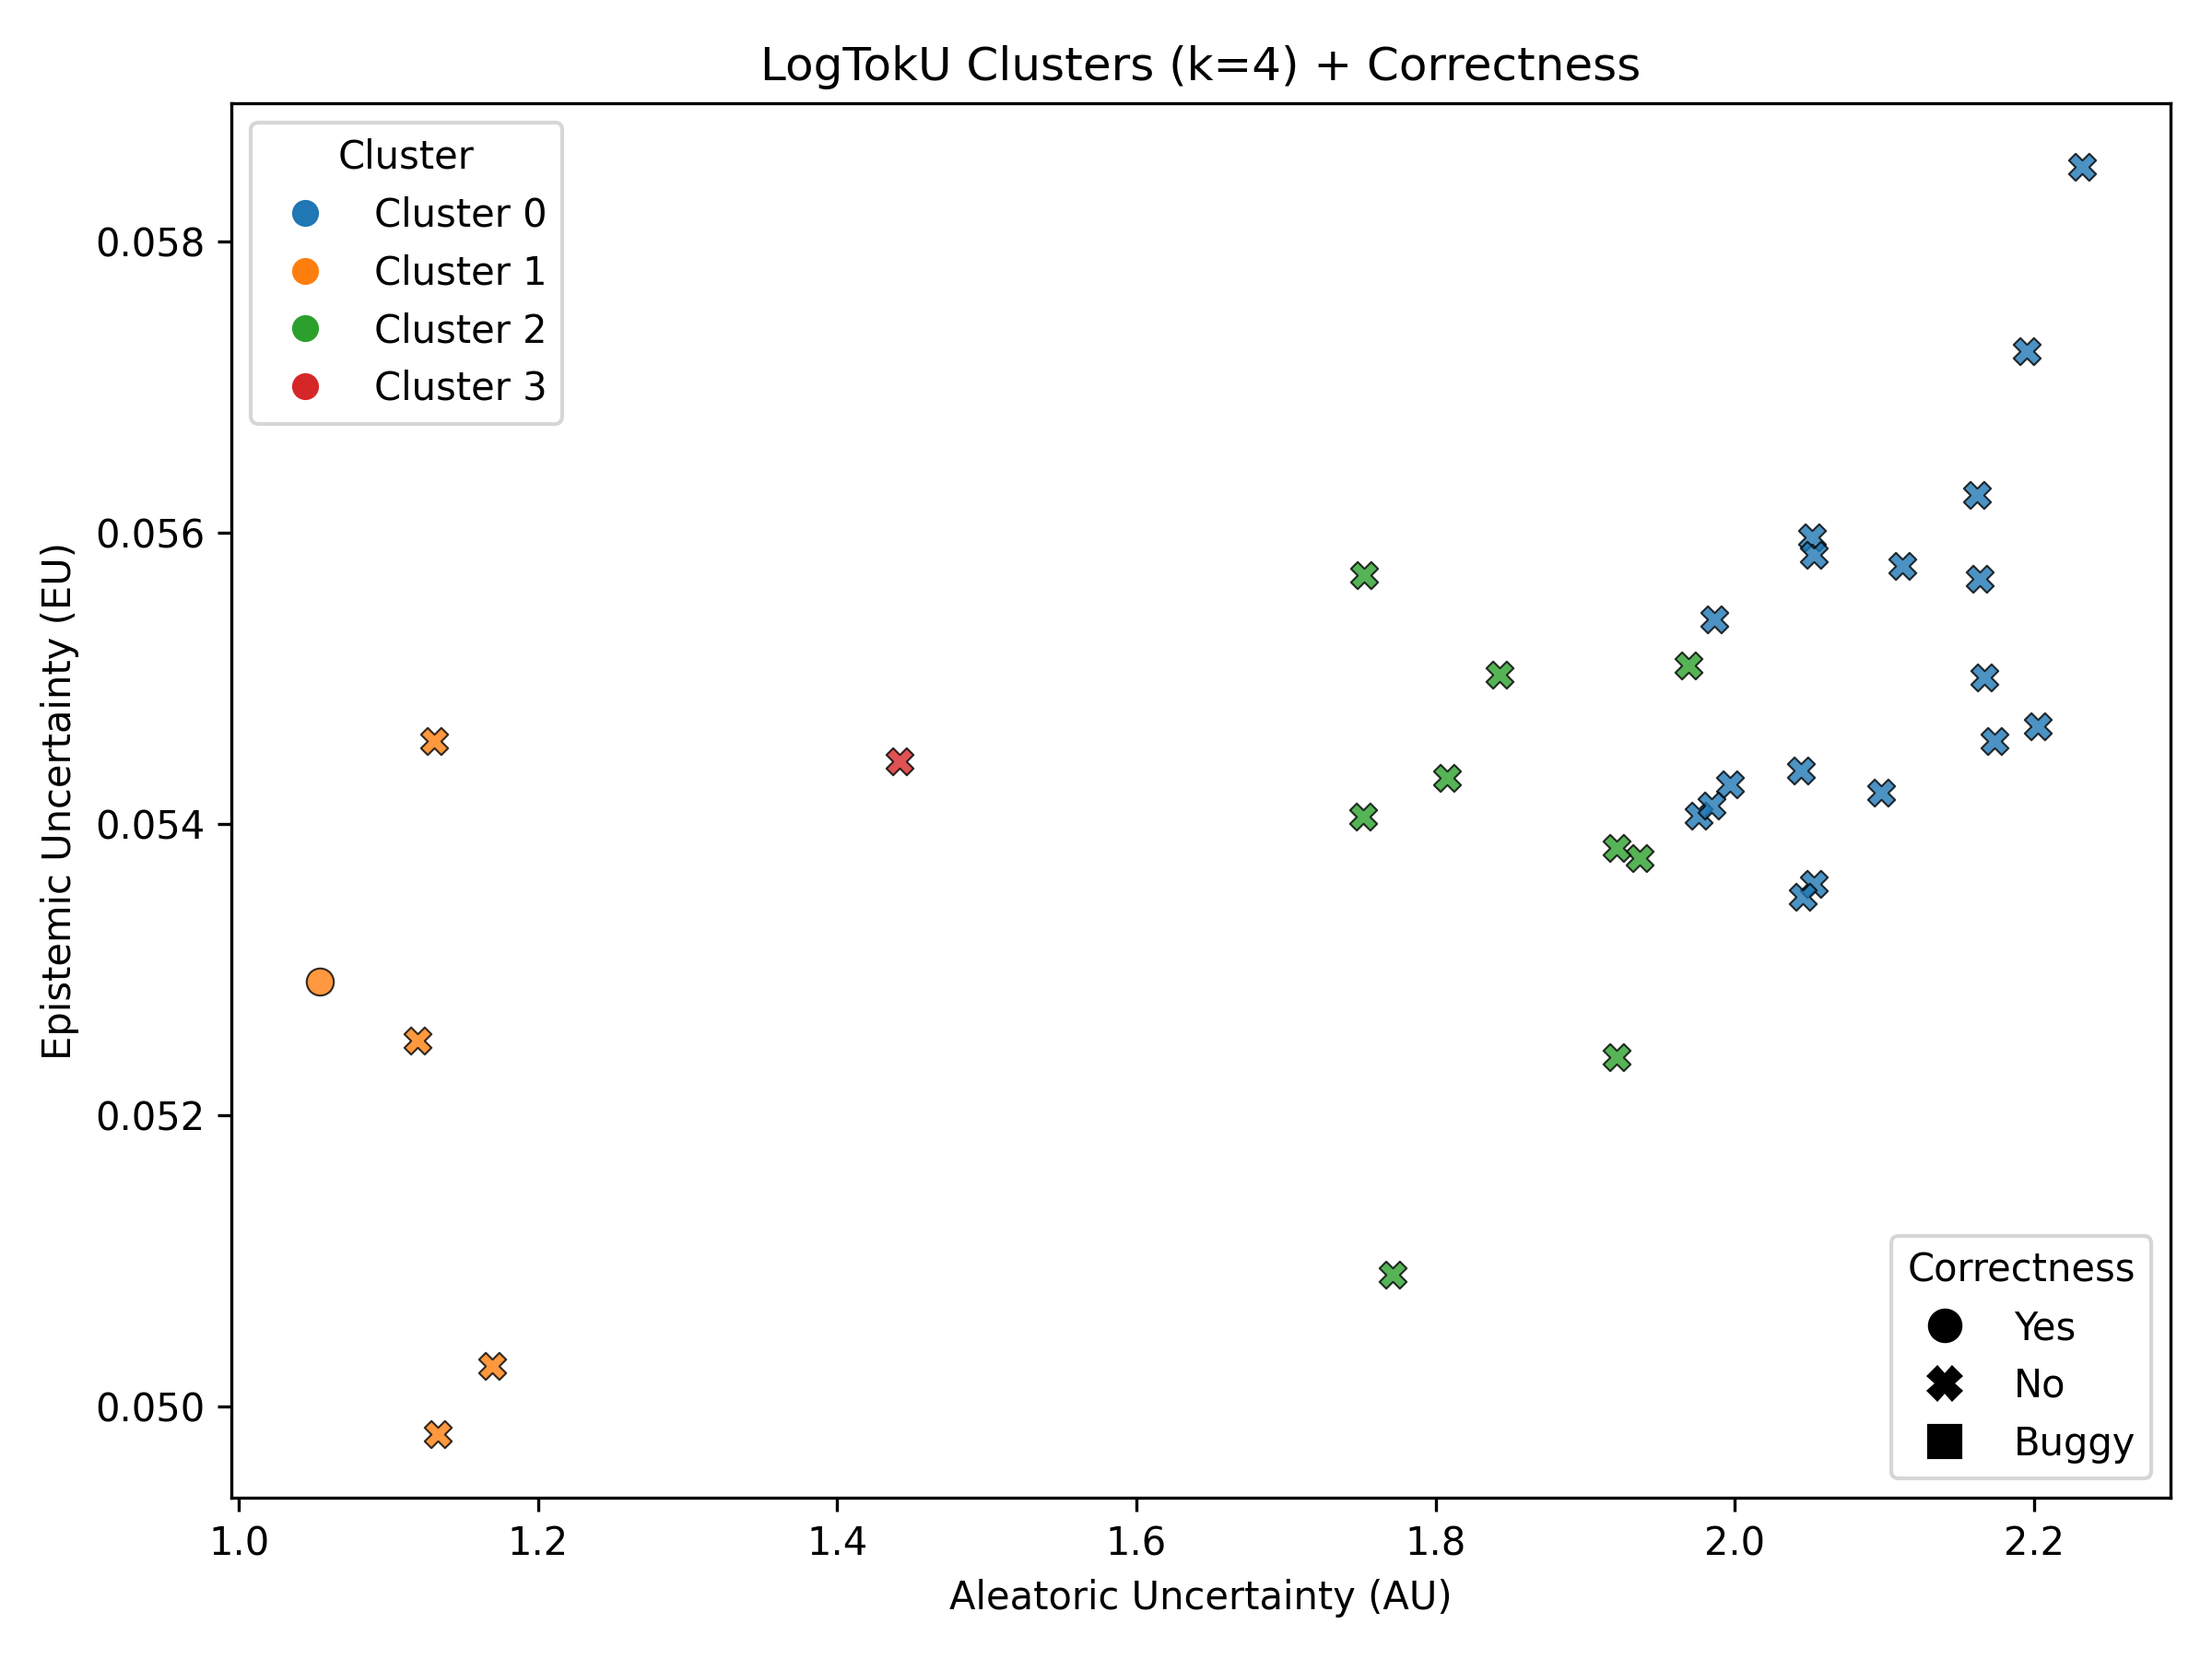 LogTokU Clusters (k=4) + Correctness
Cluster
Cluster 0
Cluster 1
Cluster 2
Cluster 3
Epistemic Uncertainty (EU)
0.058
0.056
0.054
0.052
0.050
Correctness
Yes
No
Buggy
1.0 1.2 1.4 1.6 1.8 2.0 2.2
Aleatoric Uncertainty (AU)